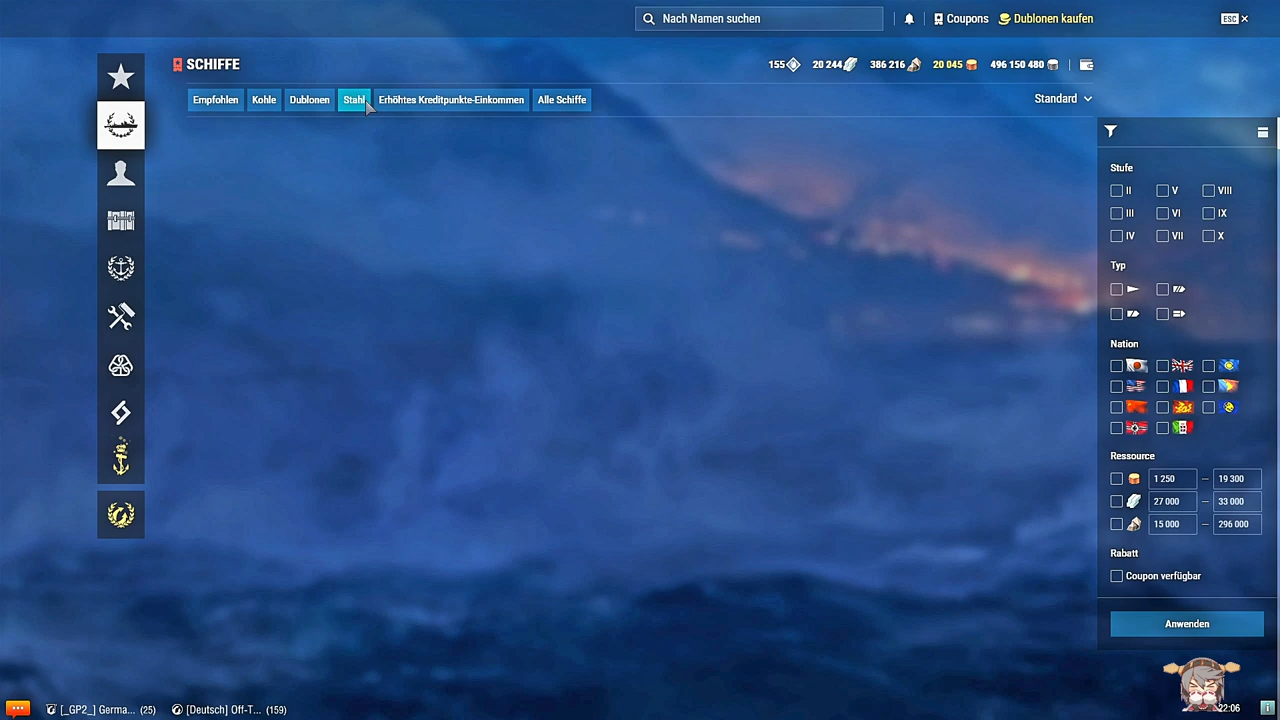 Nach Namen suchen
Coupons
Dublonen kaufen
ESC
SCHIFFE
155
20 244
386 216
20 045
496 150 480
Empfohlen
Kohle
Dublonen
Stahl
Erhöhtes Kreditpunkte-Einkommen
Alle Schiffe
Standard
Stufe
II V VIII
III VI IX
IV VII X
Typ
Nation
Ressource
1 250 – 19 300
27 000 – 33 000
15 000 – 296 000
Rabatt
Coupon verfügbar
Anwenden
[_GP2_] Germa... (25)
[Deutsch] Off-T... (159)
22:06